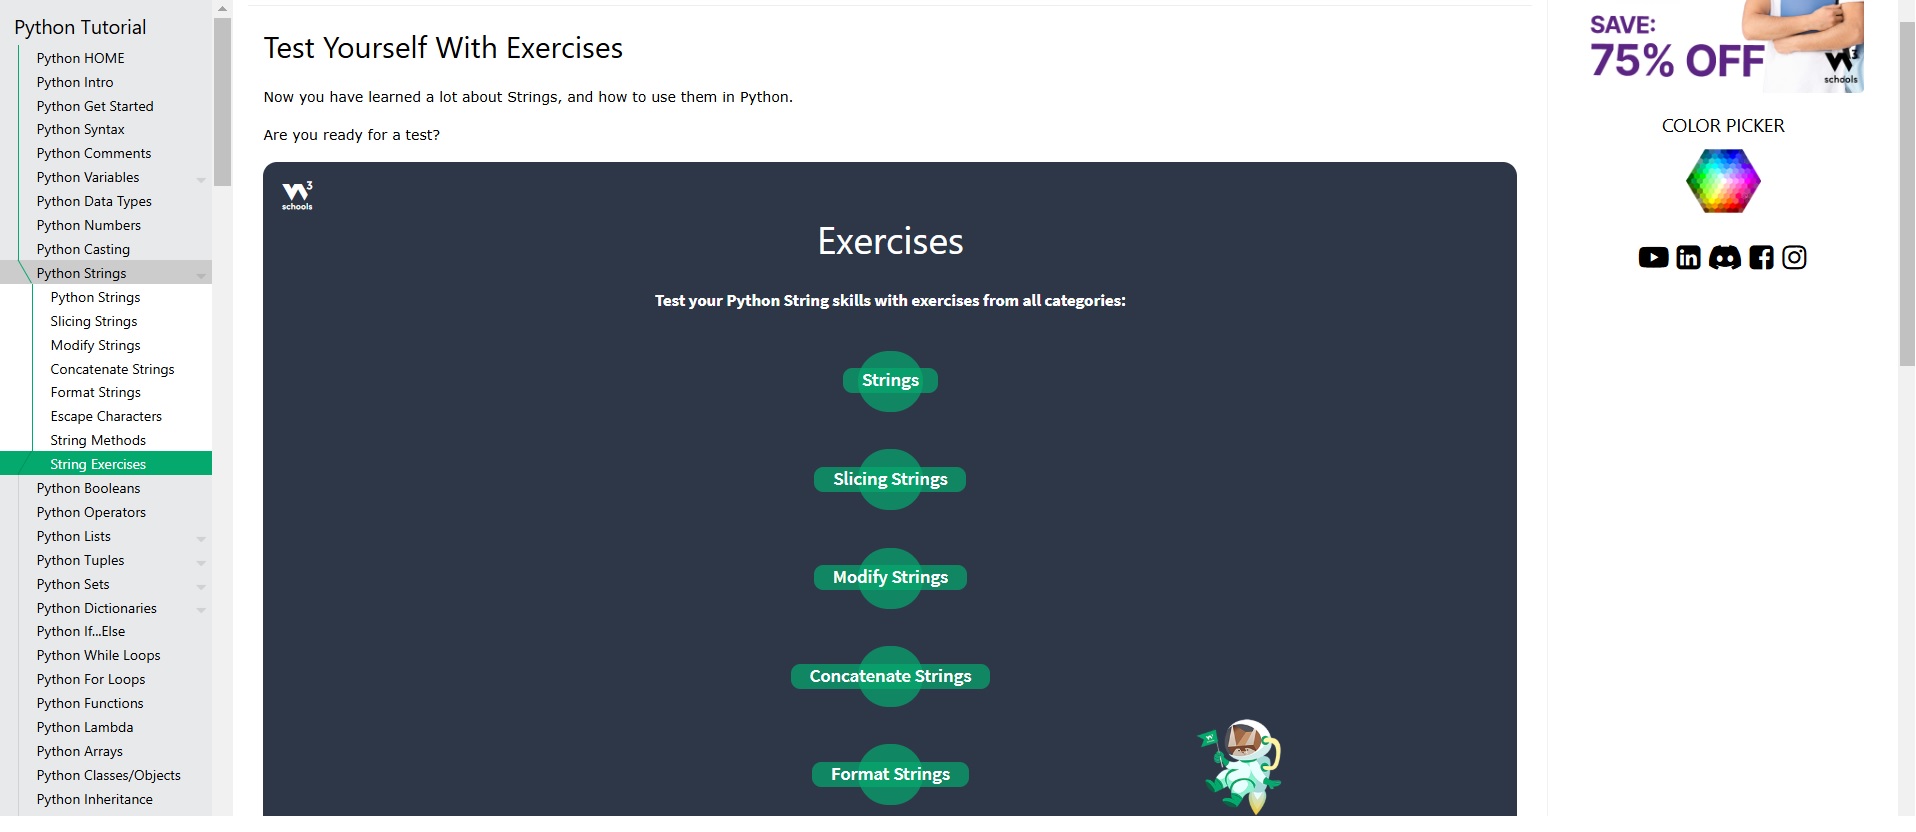 Python Tutorial
Python HOME
Python Intro
Python Get Started
Python Syntax
Python Comments
Python Variables
Python Data Types
Python Numbers
Python Casting
Python Strings
Python Strings
Slicing Strings
Modify Strings
Concatenate Strings
Format Strings
Escape Characters
String Methods
String Exercises
Python Booleans
Python Operators
Python Lists
Python Tuples
Python Sets
Python Dictionaries
Python If...Else
Python While Loops
Python For Loops
Python Functions
Python Lambda
Python Arrays
Python Classes/Objects
Python Inheritance
Test Yourself With Exercises
Now you have learned a lot about Strings, and how to use them in Python.
Are you ready for a test?
W3
schools
Exercises
Test your Python String skills with exercises from all categories:
Strings
Slicing Strings
Modify Strings
Concatenate Strings
Format Strings
SAVE:
75% OFF
W3
schools
COLOR PICKER
in